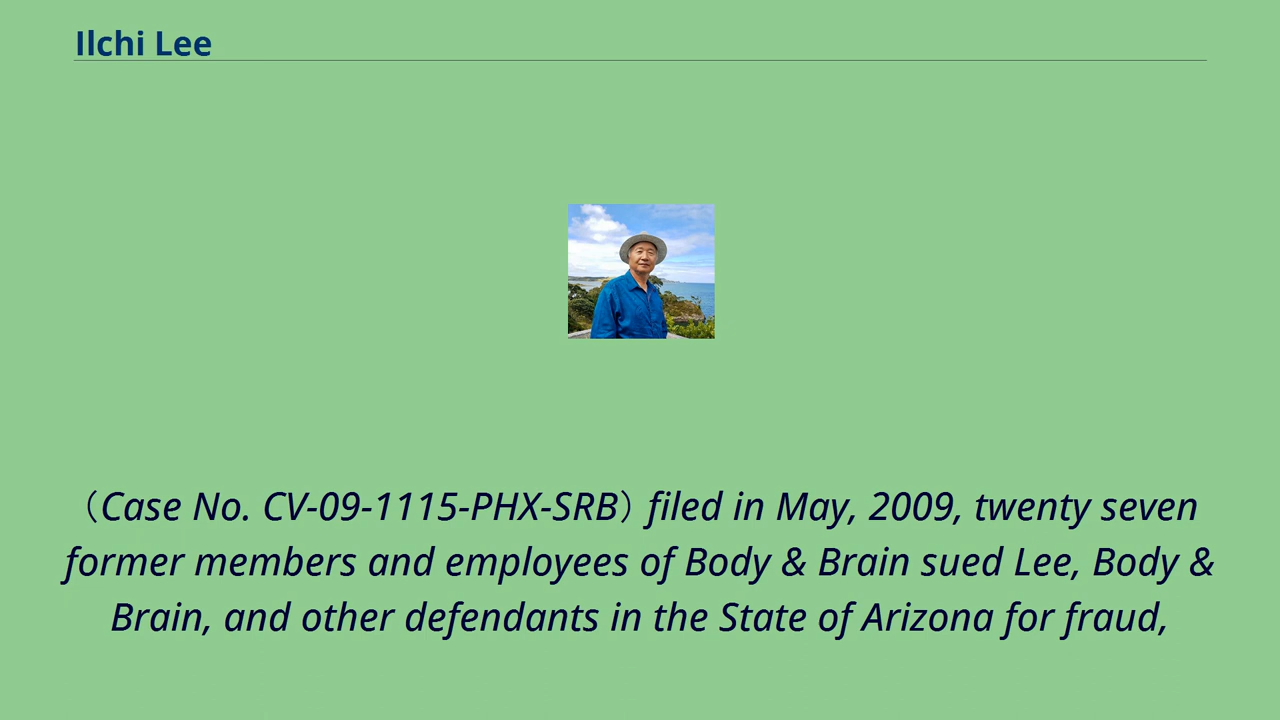 Ilchi Lee
（Case No. CV-09-1115-PHX-SRB）filed in May, 2009, twenty seven
former members and employees of Body & Brain sued Lee, Body &
Brain, and other defendants in the State of Arizona for fraud,